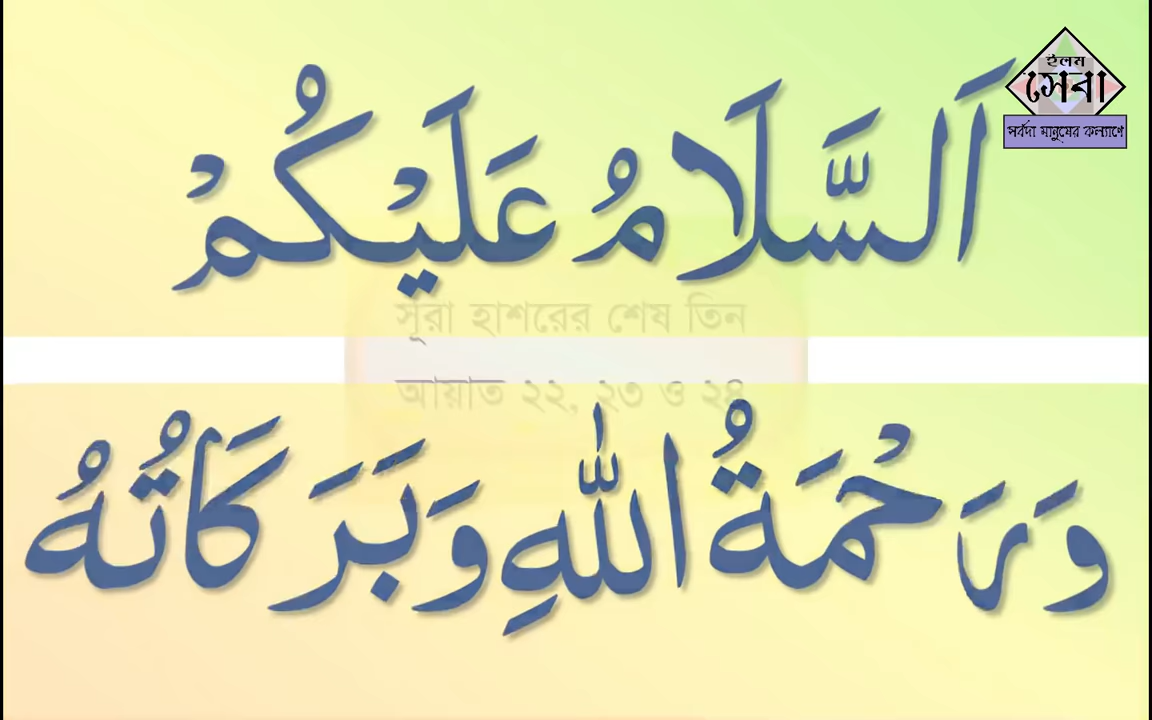 ইলম
সেবা
সর্বদা মানুষের কল্যাণে
اَلسَّلَامُ عَلَيْكُمْ
সূরা হাশরের শেষ তিন
আয়াত ২২, ২৩ ও ২৪
وَرَحْمَةُ اللّٰهِ وَبَرَكَاتُهُ